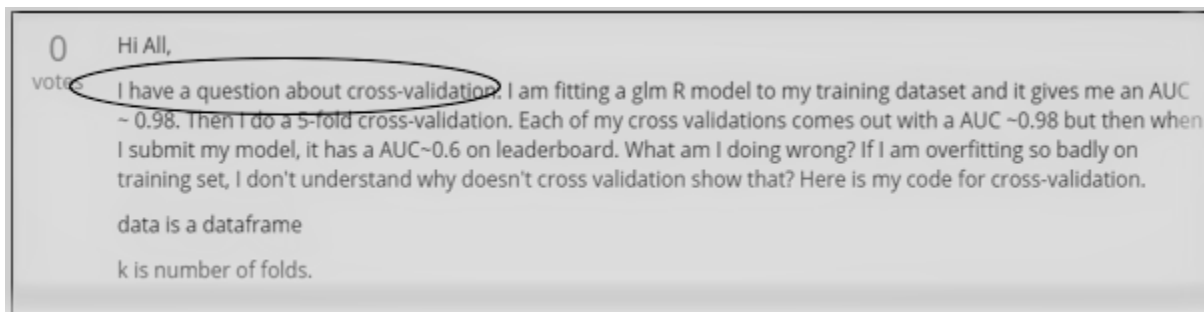 0
votes
Hi All,
I have a question about cross-validation. I am fitting a glm R model to my training dataset and it gives me an AUC
~ 0.98. Then I do a 5-fold cross-validation. Each of my cross validations comes out with a AUC ~0.98 but then when
I submit my model, it has a AUC~0.6 on leaderboard. What am I doing wrong? If I am overfitting so badly on
training set, I don't understand why doesn't cross validation show that? Here is my code for cross-validation.
data is a dataframe
k is number of folds.